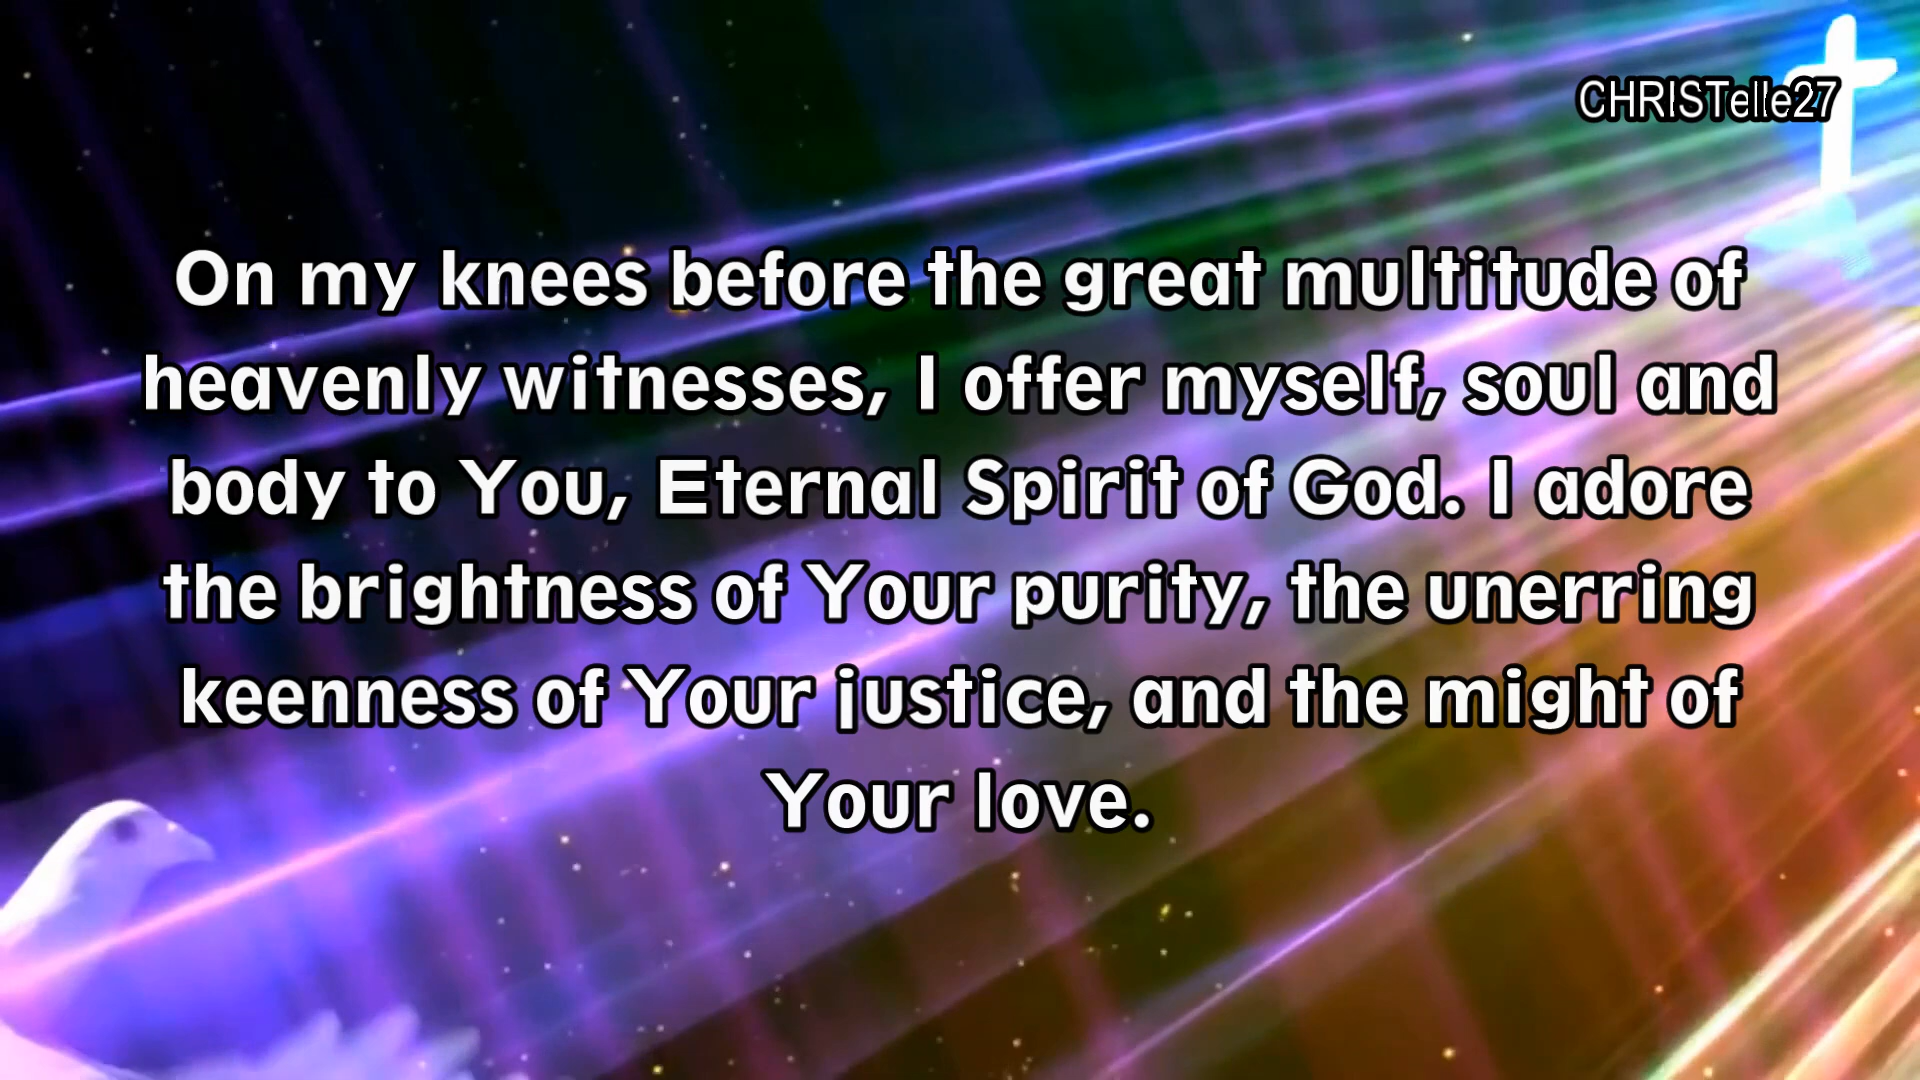 CHRISTelle27
On my knees before the great multitude of
heavenly witnesses, I offer myself, soul and
body to You, Eternal Spirit of God. I adore
the brightness of Your purity, the unerring
keenness of Your justice, and the might of
Your love.